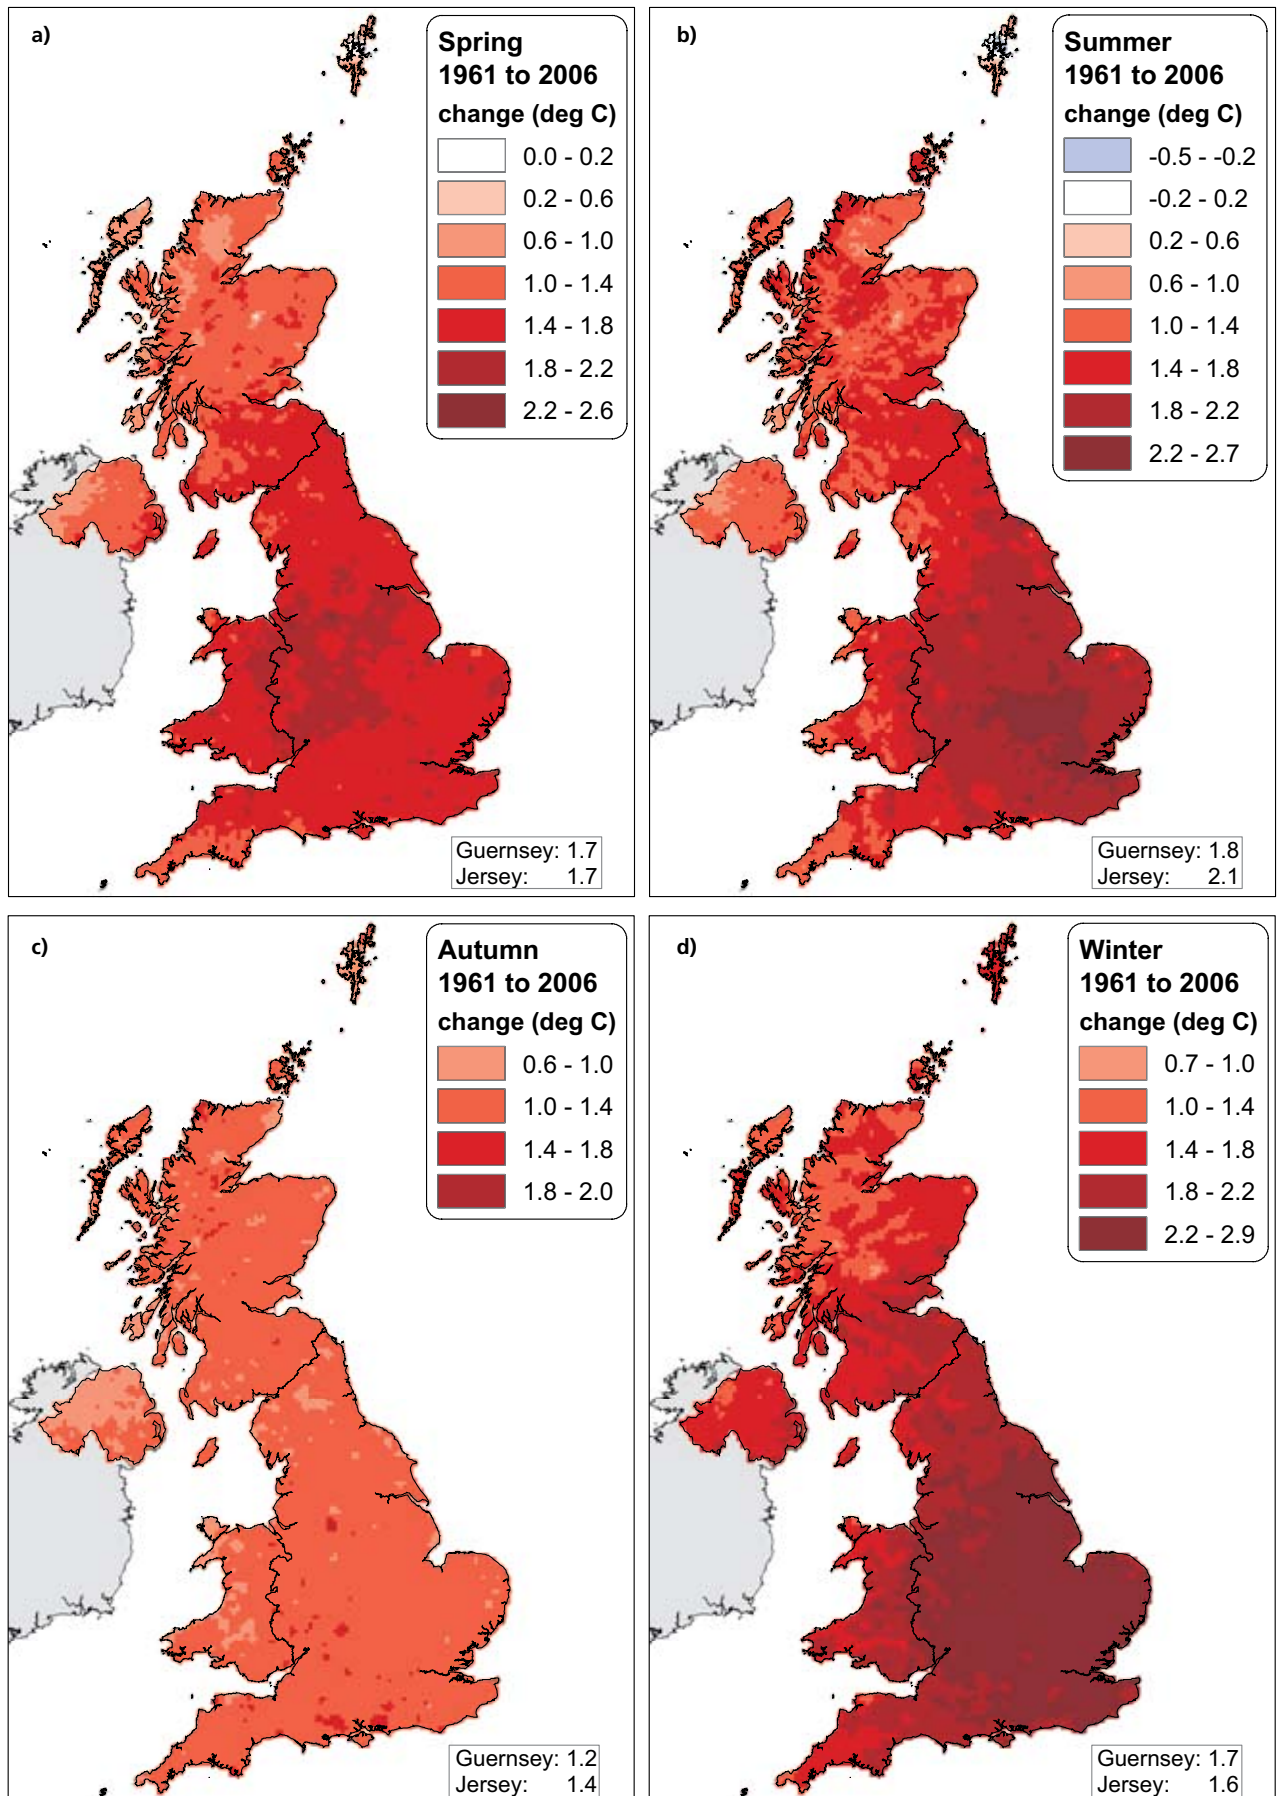 a)
Spring
1961 to 2006
change (deg C)
0.0 - 0.2
0.2 - 0.6
0.6 - 1.0
1.0 - 1.4
1.4 - 1.8
1.8 - 2.2
2.2 - 2.6
Guernsey: 1.7
Jersey: 1.7
b)
Summer
1961 to 2006
change (deg C)
-0.5 - -0.2
-0.2 - 0.2
0.2 - 0.6
0.6 - 1.0
1.0 - 1.4
1.4 - 1.8
1.8 - 2.2
2.2 - 2.7
Guernsey: 1.8
Jersey: 2.1
c)
Autumn
1961 to 2006
change (deg C)
0.6 - 1.0
1.0 - 1.4
1.4 - 1.8
1.8 - 2.0
Guernsey: 1.2
Jersey: 1.4
d)
Winter
1961 to 2006
change (deg C)
0.7 - 1.0
1.0 - 1.4
1.4 - 1.8
1.8 - 2.2
2.2 - 2.9
Guernsey: 1.7
Jersey: 1.6